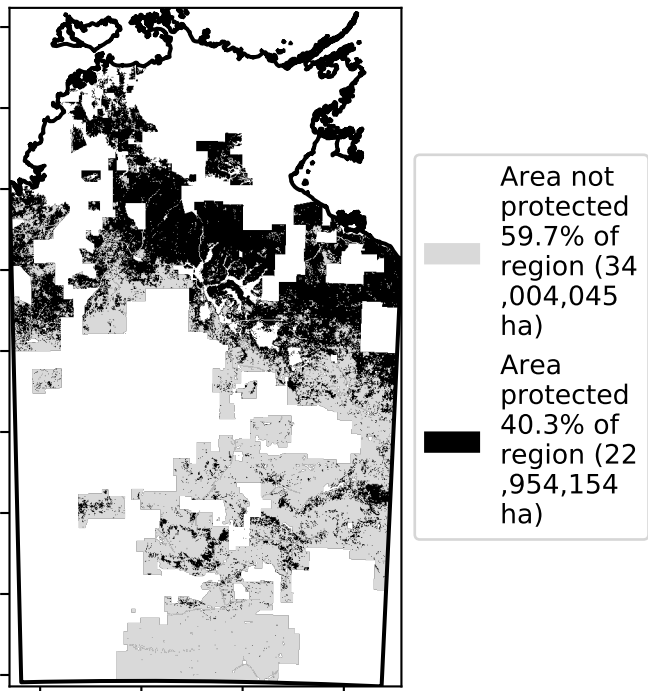 Area not
protected
59.7% of
region (34
,004,045
ha)
Area
protected
40.3% of
region (22
,954,154
ha)